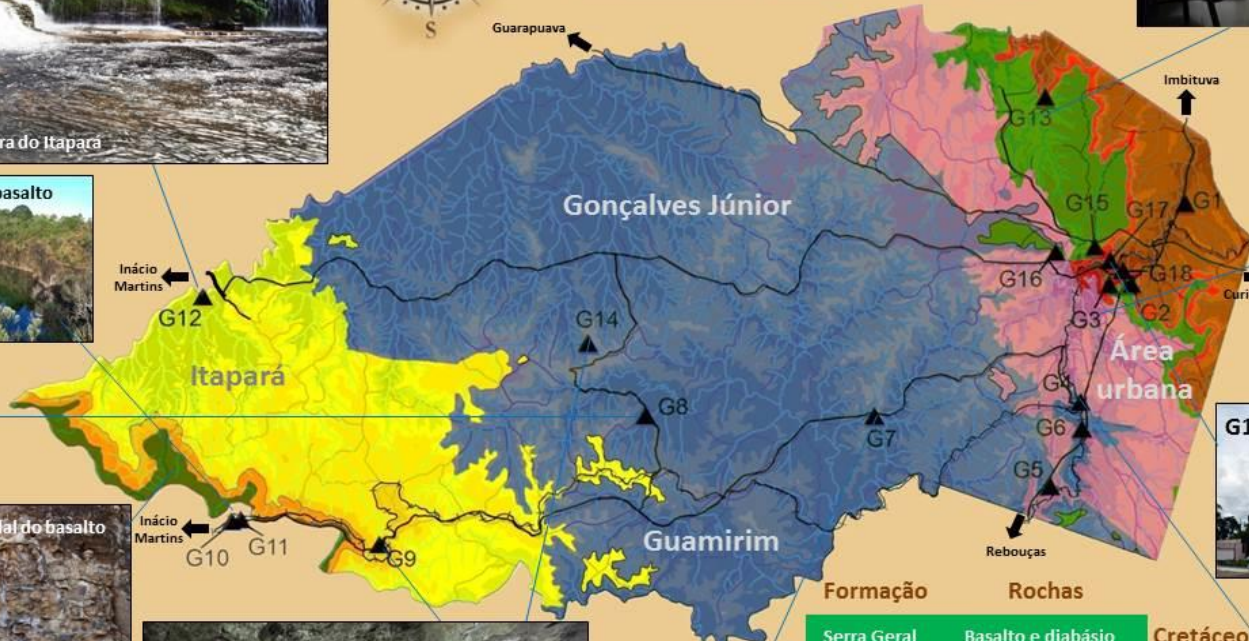 S
Guarapuava
Imbituva
ra do Itapará
G13
basalto
Gonçalves Júnior
G15
G17
G1
Inácio
Martins
G16
G18
Curi
G12
G3
G2
G14
Itapará
Área
urbana
G8
G7
G6
G1
G5
dal do basalto
Inácio
Martins
G10
G11
G9
Guamirim
Rebouças
Formação
Rochas
Serra Geral
Basalto e diabásio
Cretáceo